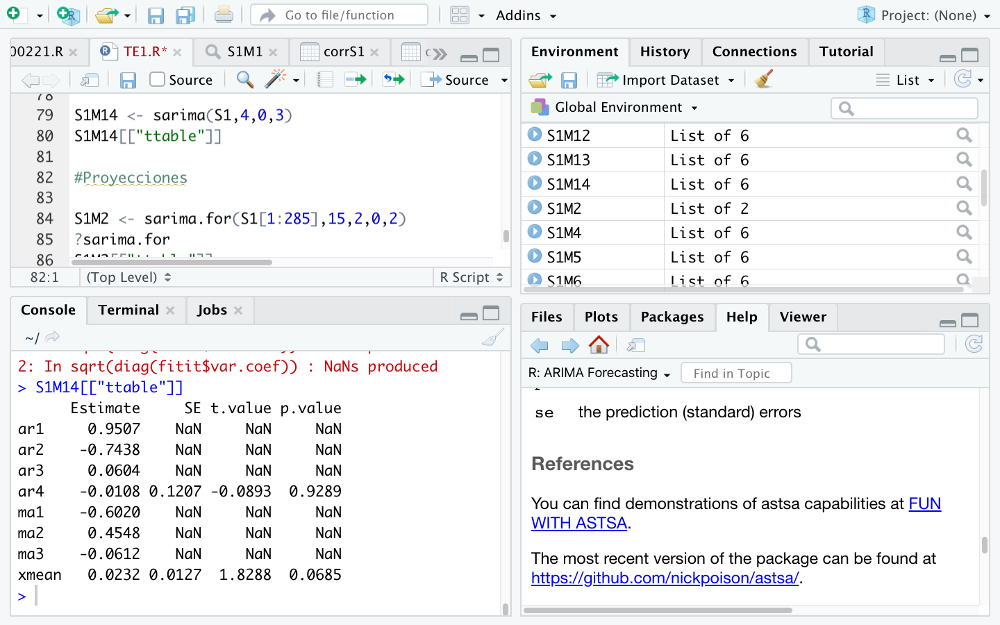 Go to file/function
Addins
Project: (None)
00221.R
TE1.R*
S1M1
corrS1
Source
Source
78
79 S1M14 <- sarima(S1,4,0,3)
80 S1M14[["ttable"]]
81
82 #Proyecciones
83
84 S1M2 <- sarima.for(S1[1:285],15,2,0,2)
85 ?sarima.for
86
82:1 (Top Level) R Script
Console Terminal Jobs
~/
2: In sqrt(diag(fitit$var.coef)) : NaNs produced
> S1M14[["ttable"]]
Estimate SE t.value p.value
ar1 0.9507 NaN NaN NaN
ar2 -0.7438 NaN NaN NaN
ar3 0.0604 NaN NaN NaN
ar4 -0.0108 0.1207 -0.0893 0.9289
ma1 -0.6020 NaN NaN NaN
ma2 0.4548 NaN NaN NaN
ma3 -0.0612 NaN NaN NaN
xmean 0.0232 0.0127 1.8288 0.0685
>
Environment History Connections Tutorial
Import Dataset List
Global Environment
S1M12 List of 6
S1M13 List of 6
S1M14 List of 6
S1M2 List of 2
S1M4 List of 6
S1M5 List of 6
S1M6 List of 6
Files Plots Packages Help Viewer
R: ARIMA Forecasting Find in Topic
se the prediction (standard) errors
References
You can find demonstrations of astsa capabilities at FUN
WITH ASTSA.
The most recent version of the package can be found at
https://github.com/nickpoison/astsa/.